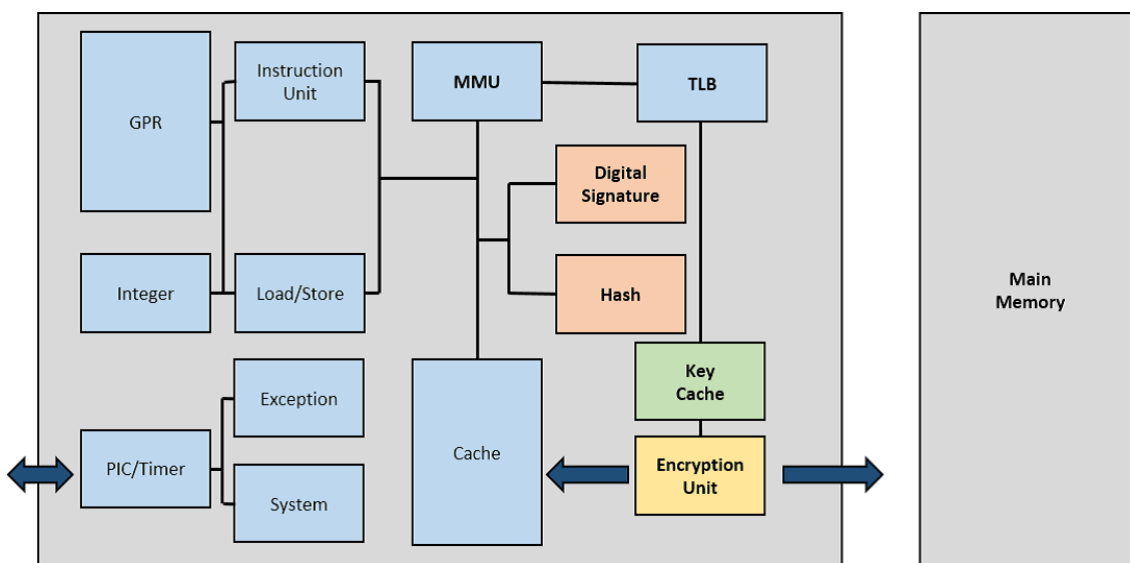 GPR
Instruction
Unit
MMU
TLB
Digital
Signature
Integer
Load/Store
Hash
Main
Memory
Key
Cache
Exception
PIC/Timer
Cache
Encryption
Unit
System